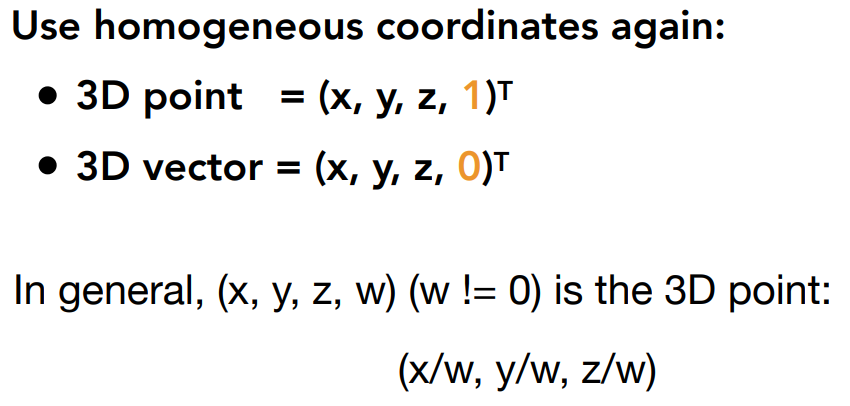 Use homogeneous coordinates again:
• 3D point = (x, y, z, 1)ᵀ
• 3D vector = (x, y, z, 0)ᵀ
In general, (x, y, z, w) (w != 0) is the 3D point:
(x/w, y/w, z/w)